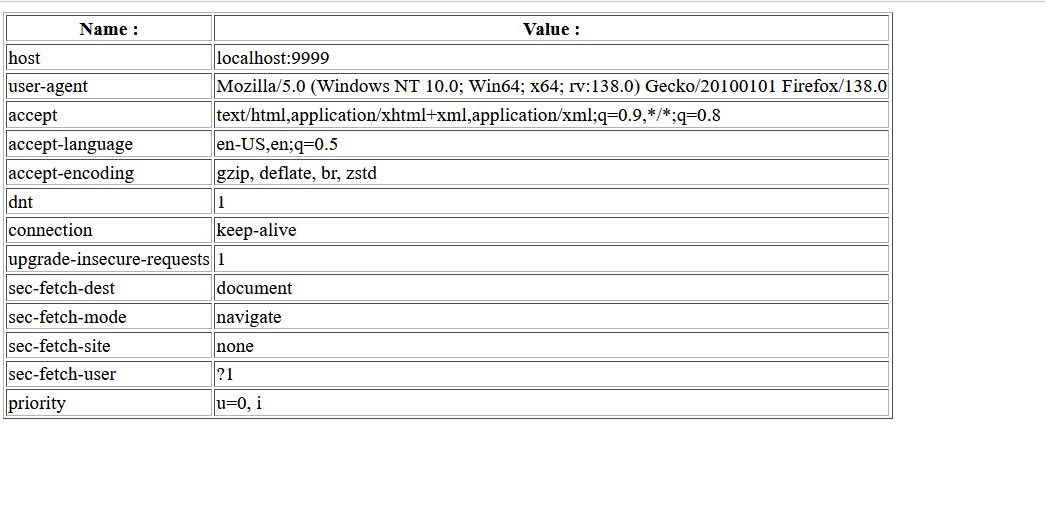 Name : Value :
host localhost:9999
user-agent Mozilla/5.0 (Windows NT 10.0; Win64; x64; rv:138.0) Gecko/20100101 Firefox/138.0
accept text/html,application/xhtml+xml,application/xml;q=0.9,*/*;q=0.8
accept-language en-US,en;q=0.5
accept-encoding gzip, deflate, br, zstd
dnt 1
connection keep-alive
upgrade-insecure-requests 1
sec-fetch-dest document
sec-fetch-mode navigate
sec-fetch-site none
sec-fetch-user ?1
priority u=0, i